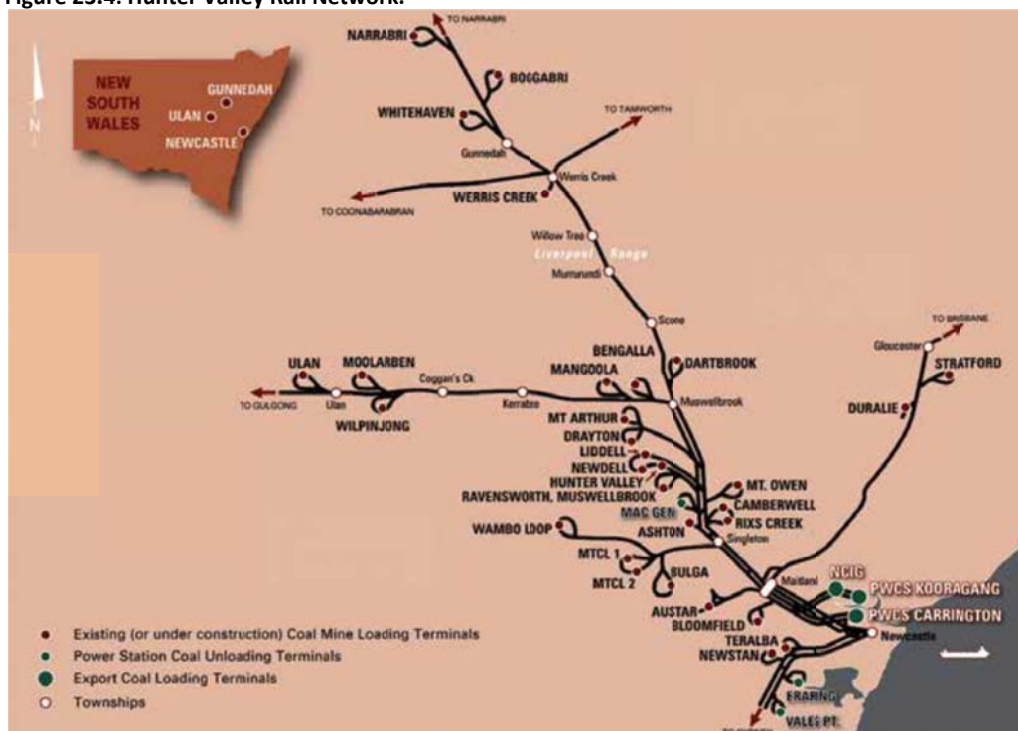 Figure 25.4: Hunter Valley Rail Network.
TO NARRABRI
NARRABRI
BOGGABRI
NEW SOUTH WALES
GUNNEDAH
ULAN
NEWCASTLE
N
WHITEHAVEN
TO TAMWORTH
Gunnedah
Werris Creek
WERRIS CREEK
TO COONABARABRAN
Willow Tree
Liverpool Range
Murrurundi
Scone
TO BRISBANE
Gloucester
STRATFORD
DURALIE
BENGALLA
DARTBROOK
MANGOOLA
ULAN
MOOLARBEN
Coggan's Ck
Ulan
Kerrabee
Muswellbrook
TO GULGONG
WILPINJONG
MT ARTHUR
DRAYTON
LIDDELL
NEWDELL
HUNTER VALLEY
RAVENSWORTH, MUSWELLBROOK
MT. OWEN
CAMBERWELL
MAC GEN
RIXS CREEK
ASHTON
WAMBO LOOP
Singleton
MTCL 1
MTCL 2
BULGA
Maitland
NCIG
PWCS KOORAGANG
AUSTAR
BLOOMFIELD
PWCS CARRINGTON
Newcastle
TERALBA
NEWSTAN
ERARNG
VALES PT.
Existing (or under construction) Coal Mine Loading Terminals
Power Station Coal Unloading Terminals
Export Coal Loading Terminals
Townships